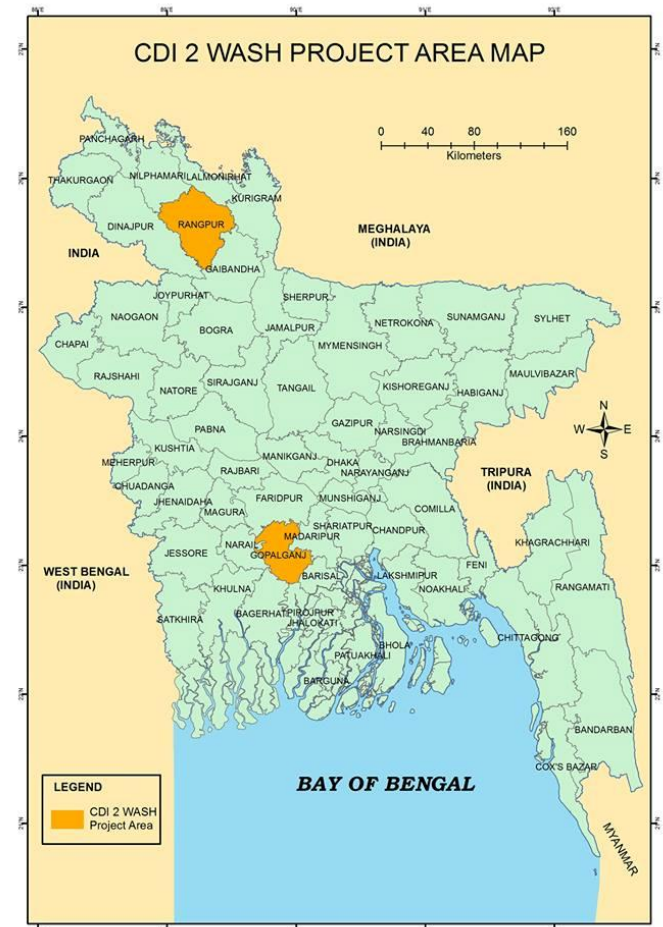 CDI 2 WASH PROJECT AREA MAP
0 40 80 160
Kilometers
PANCHAGARH
THAKURGAON
NILPHAMARI
LALMONIRHAT
KURIGRAM
DINAJPUR
RANGPUR
MEGHALAYA
(INDIA)
INDIA
GAIBANDHA
JOYPURHAT
SHERPUR
NAOGAON
BOGRA
JAMALPUR
NETROKONA
SUNAMGANJ
SYLHET
CHAPAI
MYMENSINGH
RAJSHAHI
NATORE
SIRAJGANJ
TANGAIL
KISHOREGANJ
HABIGANJ
MAULVIBAZAR
N
W E
S
PABNA
GAZIPUR
NARSINGDI
BRAHMANBARIA
KUSHTIA
MEHERPUR
MANIKGANJ
DHAKA
NARAYANGANJ
TRIPURA
(INDIA)
CHUADANGA
RAJBARI
JHENAIDAHA
FARIDPUR
MUNSHIGANJ
MAGURA
COMILLA
SHARIATPUR
CHANDPUR
MADARIPUR
KHAGRACHHARI
JESSORE
NARAIL
GOPALGANJ
FENI
WEST BENGAL
(INDIA)
BARISAL
LAKSHMIPUR
NOAKHALI
RANGAMATI
KHULNA
SATKHIRA
BAGERHAT
PIROJPUR
JHALOKATI
CHITTAGONG
BHOLA
PATUAKHALI
BARGUNA
BANDARBAN
COX'S BAZAR
BAY OF BENGAL
LEGEND
CDI 2 WASH
Project Area
MYANMAR